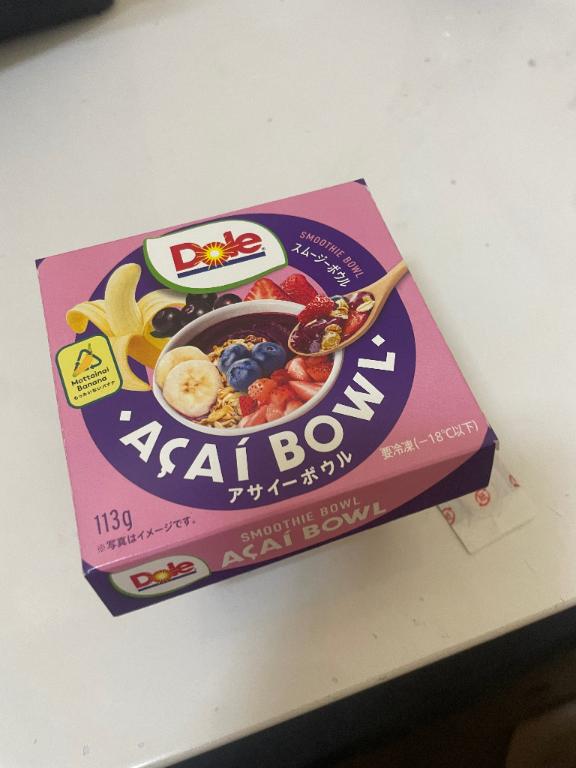 Dole
SMOOTHIE BOWL
スムージーボウル
Mottainai
Banana
もったいないバナナ
AÇAÍ BOWL
アサイーボウル
要冷凍(−18℃以下)
113g
※写真はイメージです。
Dole
SMOOTHIE BOWL
AÇAÍ BOWL